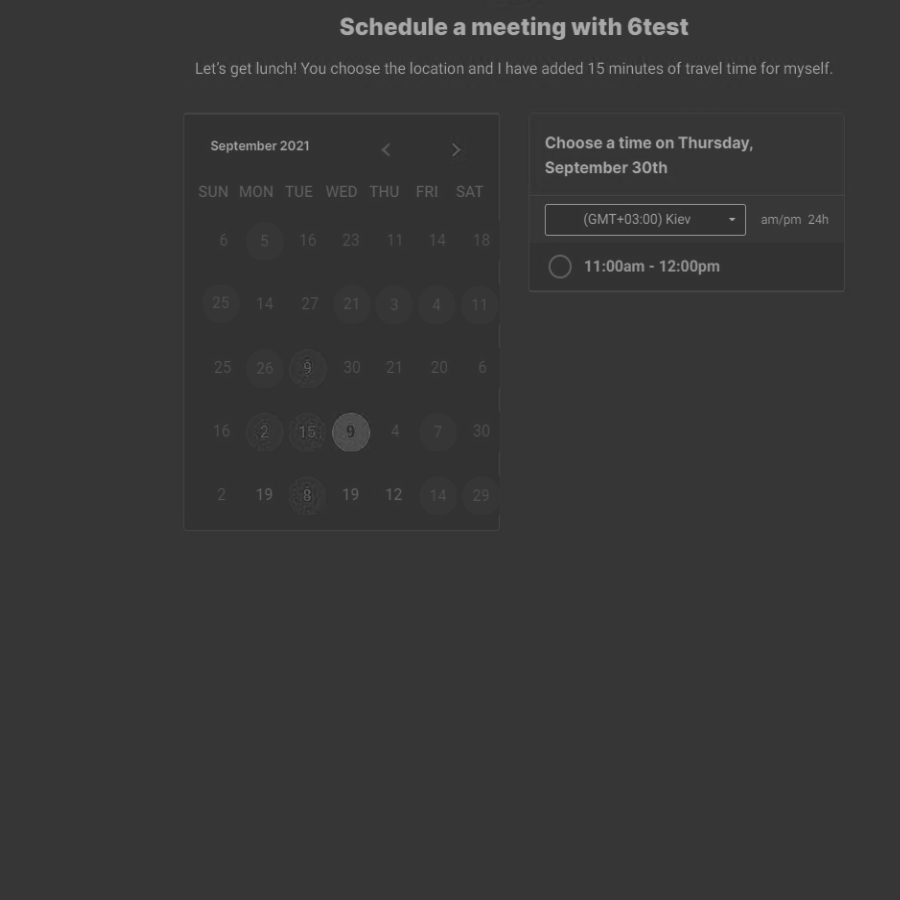 Schedule a meeting with 6test
Let's get lunch! You choose the location and I have added 15 minutes of travel time for myself.
September 2021
SUN MON TUE WED THU FRI SAT
6 5 16 23 11 14 18
25 14 27 21 3 4 11
25 26 9 30 21 20 6
16 2 15 9 4 7 30
2 19 8 19 12 14 29
Choose a time on Thursday,
September 30th
(GMT+03:00) Kiev am/pm 24h
11:00am - 12:00pm